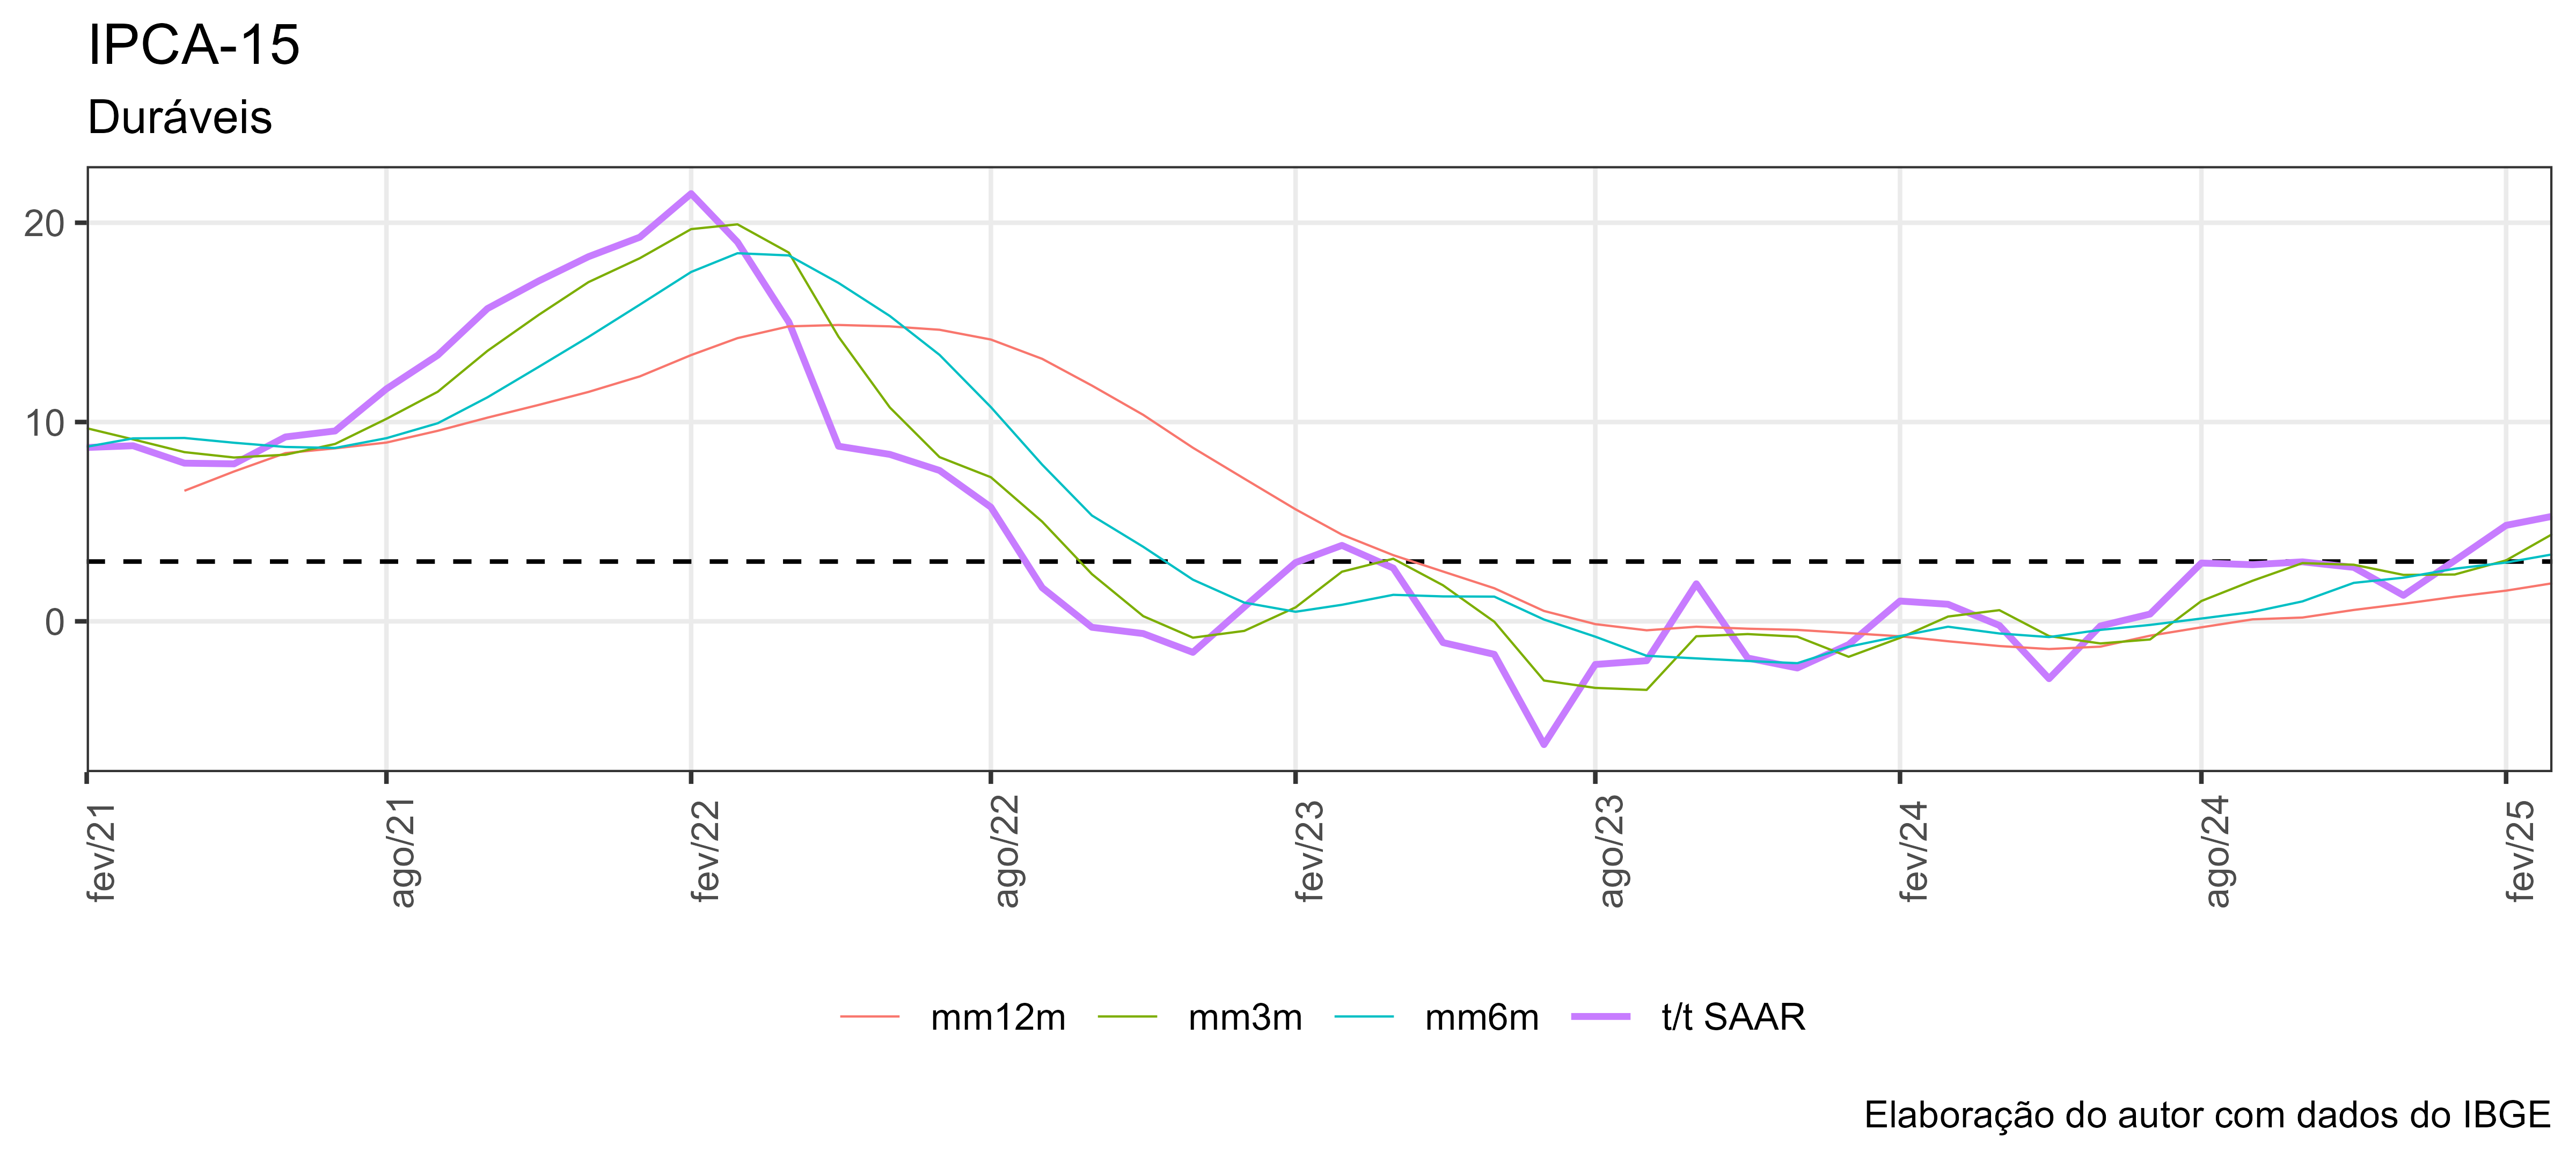 IPCA-15
Duráveis
20
10
0
fev/21
ago/21
fev/22
ago/22
fev/23
ago/23
fev/24
ago/24
fev/25
mm12m mm3m mm6m t/t SAAR
Elaboração do autor com dados do IBGE